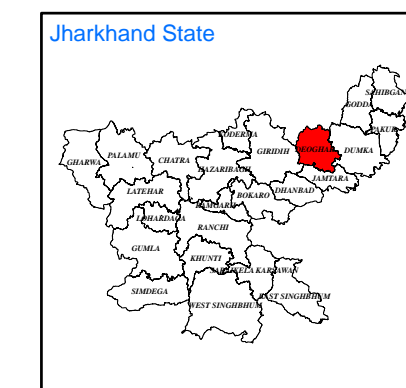 Jharkhand State
SAHIBGAN
GODDA
PAKUR
KODERMA
DEOGHAR
DUMKA
GIRIDIH
PALAMU
GHARWA
CHATRA
HAZARIBAGH
JAMTARA
DHANBAD
BOKARO
LATEHAR
RAMGARH
LOHARDAGA
RANCHI
GUMLA
KHUNTI
SARAIKELA KARSAWAN
SIMDEGA
WEST SINGHBHUM
EAST SINGHBHUM